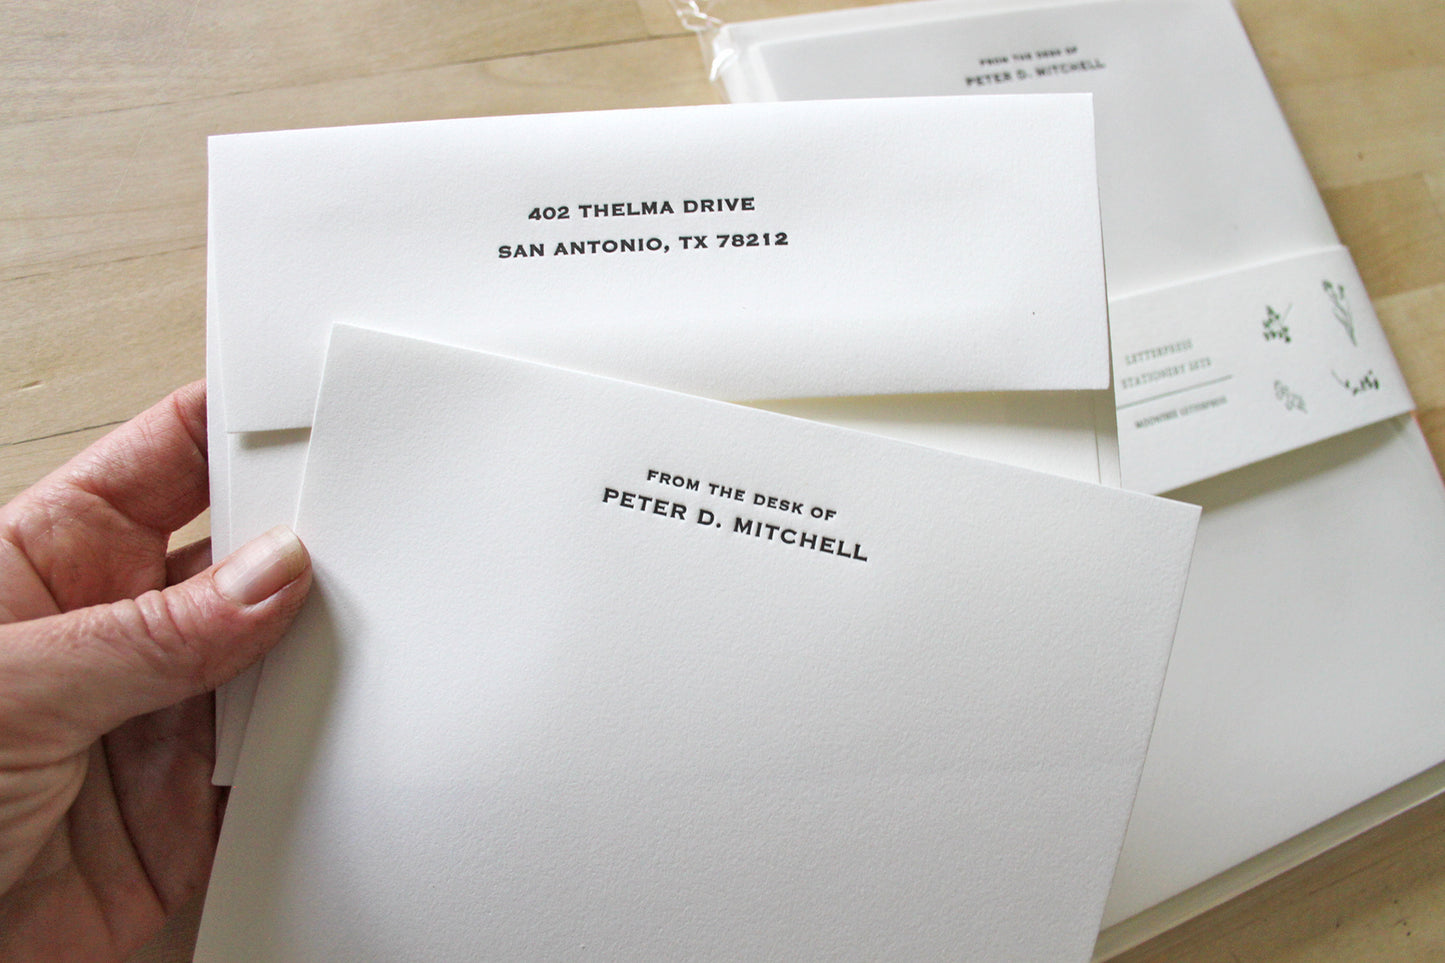 FROM THE DESK OF
PETER D. MITCHELL
402 THELMA DRIVE
SAN ANTONIO, TX 78212
LETTERPRESS
STATIONERY SETS
FROM THE DESK OF
PETER D. MITCHELL